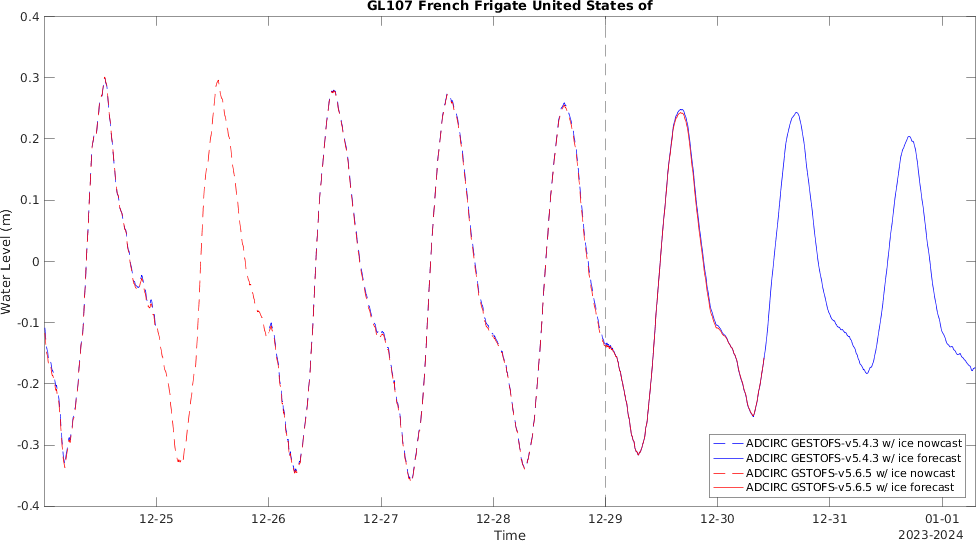 GL107 French Frigate United States of
0.4
0.3
0.2
0.1
0
-0.1
-0.2
-0.3
-0.4
Water Level (m)
12-25
12-26
12-27
12-28
12-29
12-30
12-31
01-01
Time
2023-2024
ADCIRC GESTOFS-v5.4.3 w/ ice nowcast
ADCIRC GESTOFS-v5.4.3 w/ ice forecast
ADCIRC GSTOFS-v5.6.5 w/ ice nowcast
ADCIRC GSTOFS-v5.6.5 w/ ice forecast